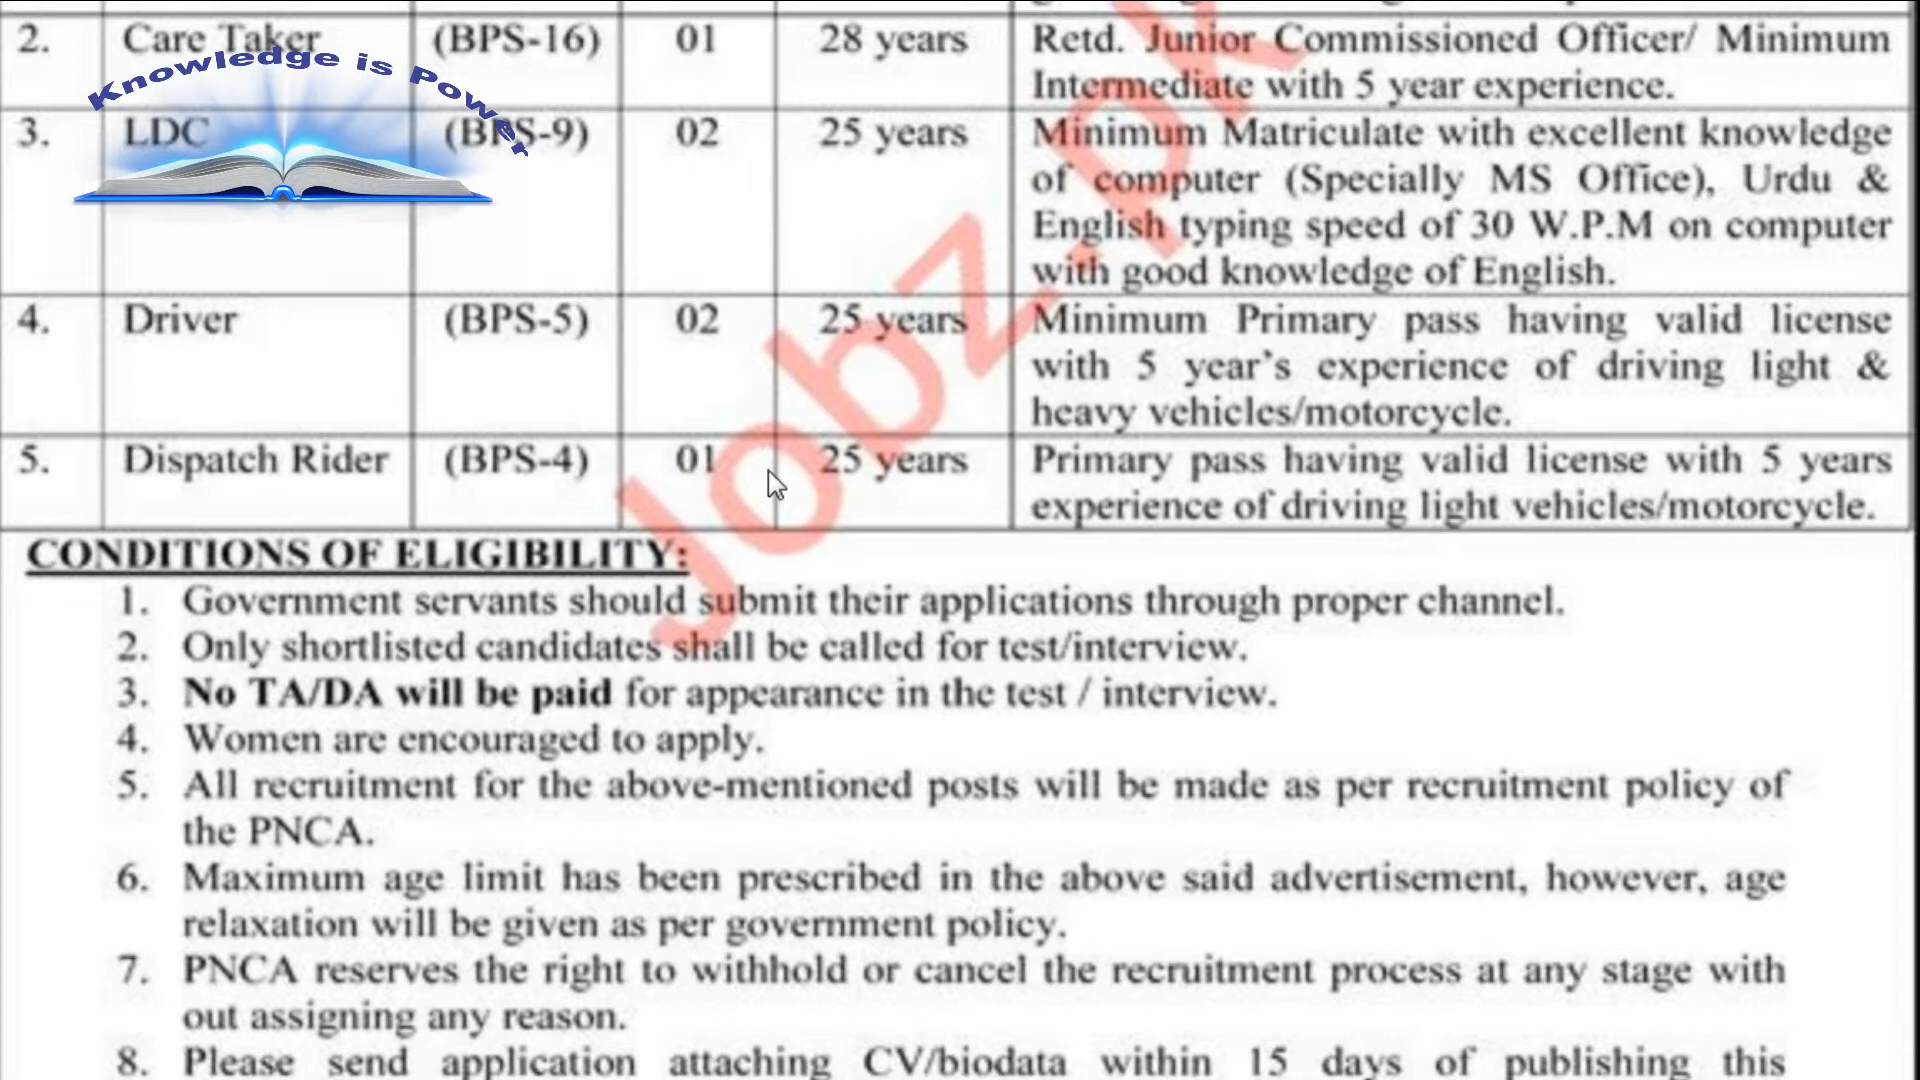 2. Care Taker (BPS-16) 01 28 years Retd. Junior Commissioned Officer/ Minimum
Intermediate with 5 year experience.
Knowledge is Power
3. LDC (BPS-9) 02 25 years Minimum Matriculate with excellent knowledge
of computer (Specially MS Office), Urdu &
English typing speed of 30 W.P.M on computer
with good knowledge of English.
4. Driver (BPS-5) 02 25 years Minimum Primary pass having valid license
with 5 year's experience of driving light &
heavy vehicles/motorcycle.
5. Dispatch Rider (BPS-4) 01 25 years Primary pass having valid license with 5 years
experience of driving light vehicles/motorcycle.
Jobz.pk
CONDITIONS OF ELIGIBILITY:
1. Government servants should submit their applications through proper channel.
2. Only shortlisted candidates shall be called for test/interview.
3. No TA/DA will be paid for appearance in the test / interview.
4. Women are encouraged to apply.
5. All recruitment for the above-mentioned posts will be made as per recruitment policy of
the PNCA.
6. Maximum age limit has been prescribed in the above said advertisement, however, age
relaxation will be given as per government policy.
7. PNCA reserves the right to withhold or cancel the recruitment process at any stage with
out assigning any reason.
8. Please send application attaching CV/biodata within 15 days of publishing this